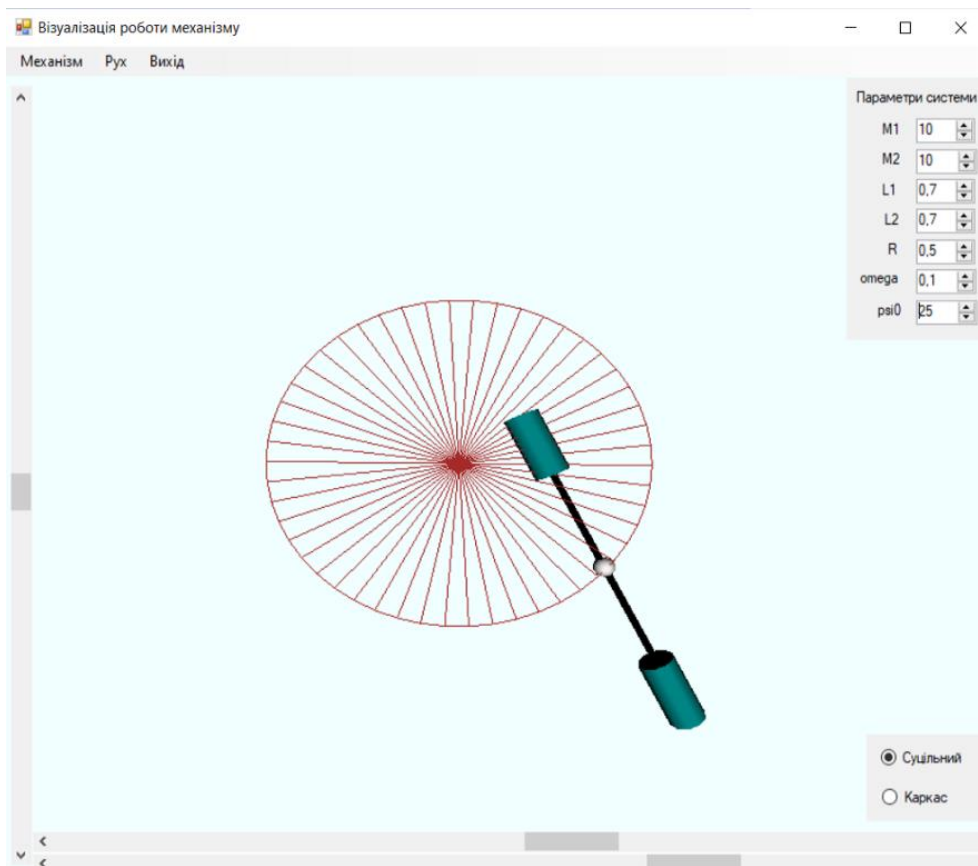 Візуалізація роботи механізму
Механізм Рух Вихід
Параметри системи
M1 10
M2 10
L1 0,7
L2 0,7
R 0,5
omega 0,1
psi0 25
Суцільний
Каркас